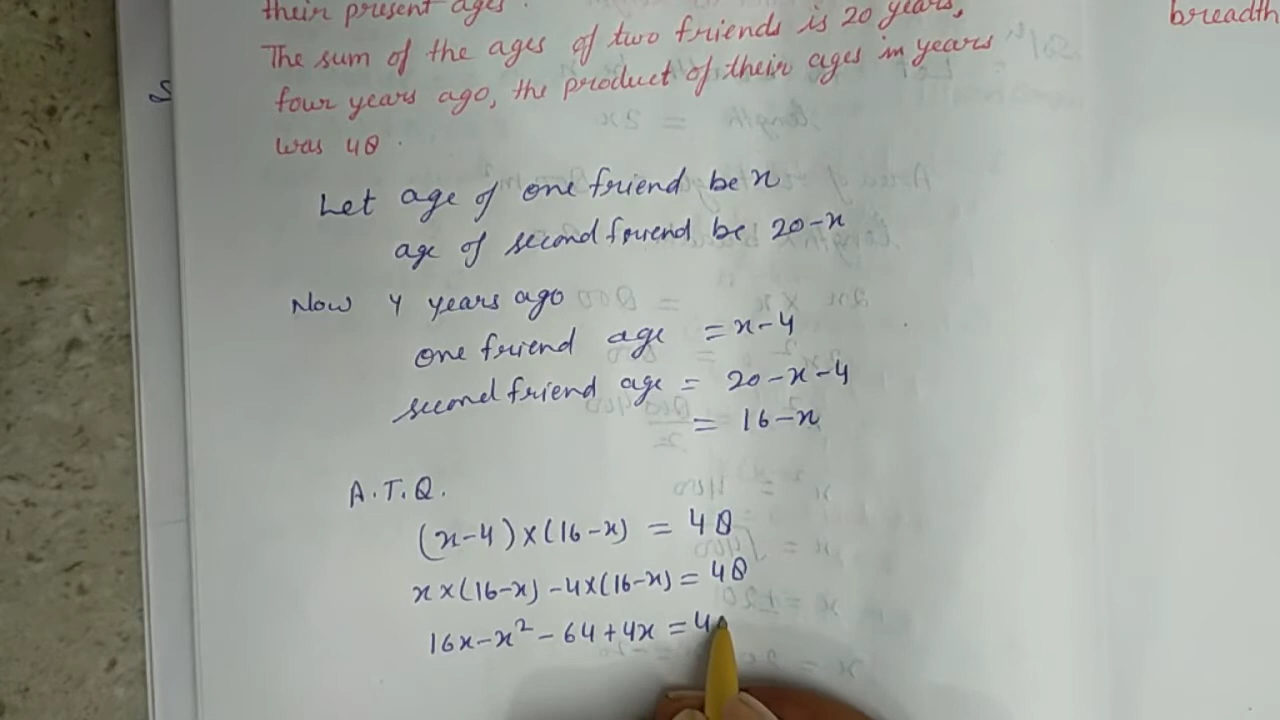 their present ages.
The sum of the ages of two friends is 20 years,
four years ago, the product of their ages in years
was 48.
Let age of one friend be x
age of second friend be 20-x
Now 4 years ago
one friend age = x-4
second friend age = 20-x-4
= 16-x
A.T.Q.
(x-4)×(16-x) = 48
x×(16-x)-4×(16-x) = 48
16x-x²-64+4x = 4
breadth